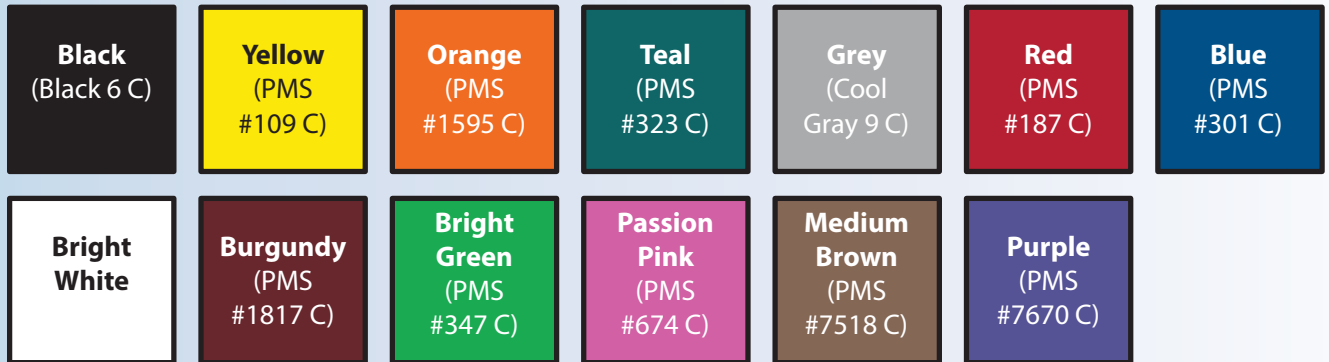 Black
(Black 6 C)
Yellow
(PMS
#109 C)
Orange
(PMS
#1595 C)
Teal
(PMS
#323 C)
Grey
(Cool
Gray 9 C)
Red
(PMS
#187 C)
Blue
(PMS
#301 C)
Bright
White
Burgundy
(PMS
#1817 C)
Bright
Green
(PMS
#347 C)
Passion
Pink
(PMS
#674 C)
Medium
Brown
(PMS
#7518 C)
Purple
(PMS
#7670 C)